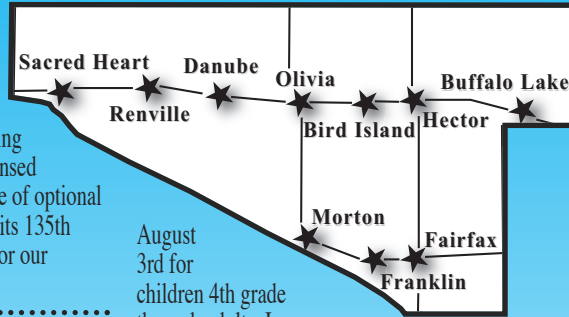 Sacred Heart
Danube
Olivia
Buffalo Lake
Renville
Bird Island
Hector
Morton
Fairfax
Franklin
ing
nsed
e of optional
its 135th
or our
August
3rd for
children 4th grade